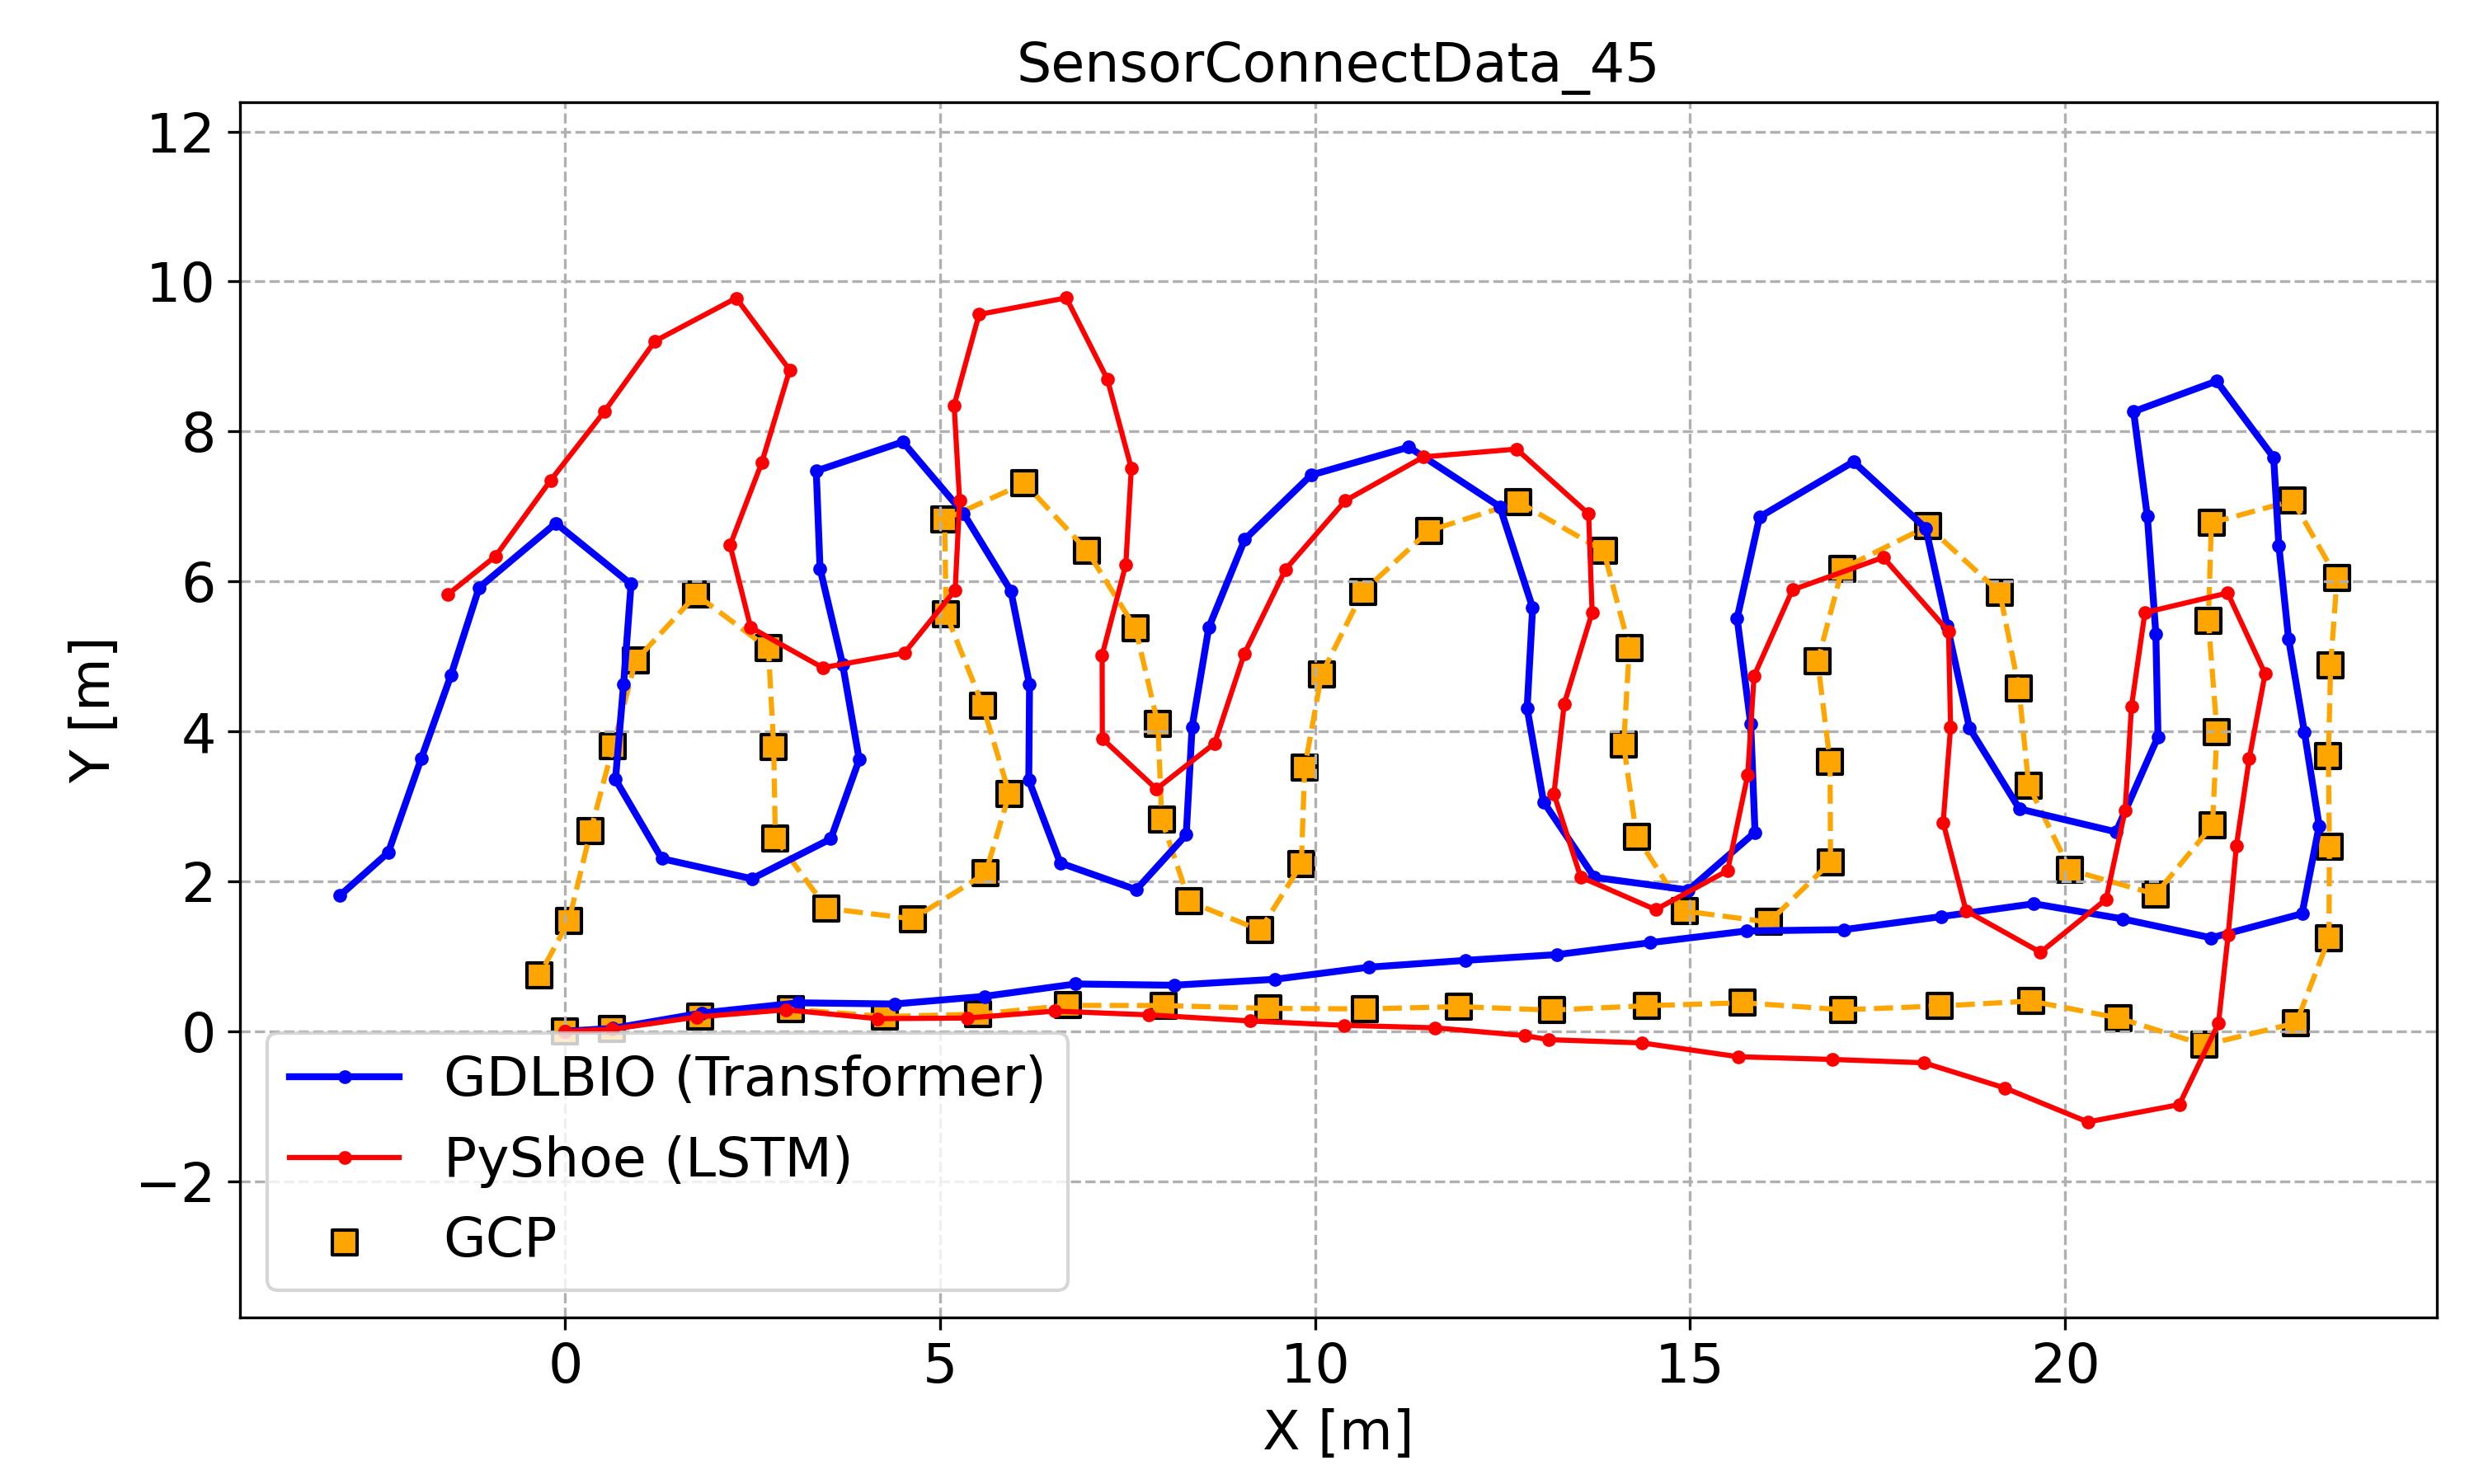 SensorConnectData_45
12
10
8
6
4
2
0
−2
Y [m]
GDLBIO (Transformer)
PyShoe (LSTM)
GCP
0 5 10 15 20
X [m]